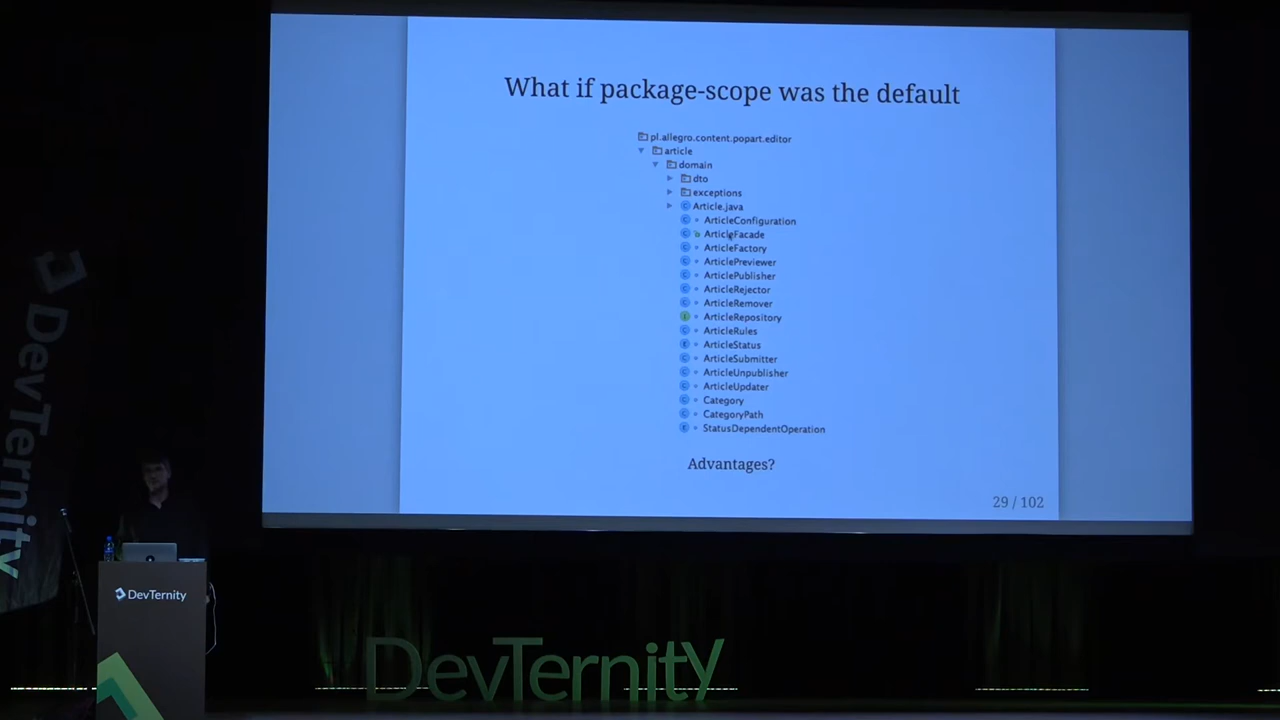 What if package-scope was the default
pl.allegro.content.popart.editor
article
domain
dto
exceptions
Article.java
ArticleConfiguration
ArticleFacade
ArticleFactory
ArticlePreviewer
ArticlePublisher
ArticleRejector
ArticleRemover
ArticleRepository
ArticleRules
ArticleStatus
ArticleSubmitter
ArticleUnpublisher
ArticleUpdater
Category
CategoryPath
StatusDependentOperation
Advantages?
29 / 102
DevTernity
DevTernity
DevTernity